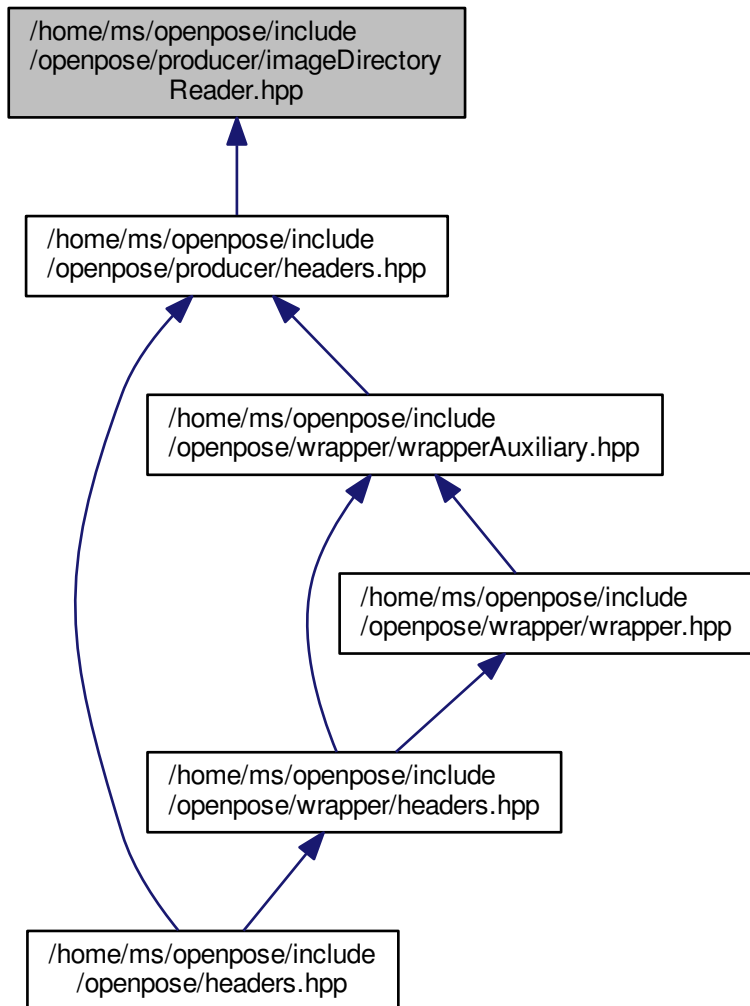 /home/ms/openpose/include
/openpose/producer/imageDirectory
Reader.hpp
/home/ms/openpose/include
/openpose/producer/headers.hpp
/home/ms/openpose/include
/openpose/wrapper/wrapperAuxiliary.hpp
/home/ms/openpose/include
/openpose/wrapper/wrapper.hpp
/home/ms/openpose/include
/openpose/wrapper/headers.hpp
/home/ms/openpose/include
/openpose/headers.hpp